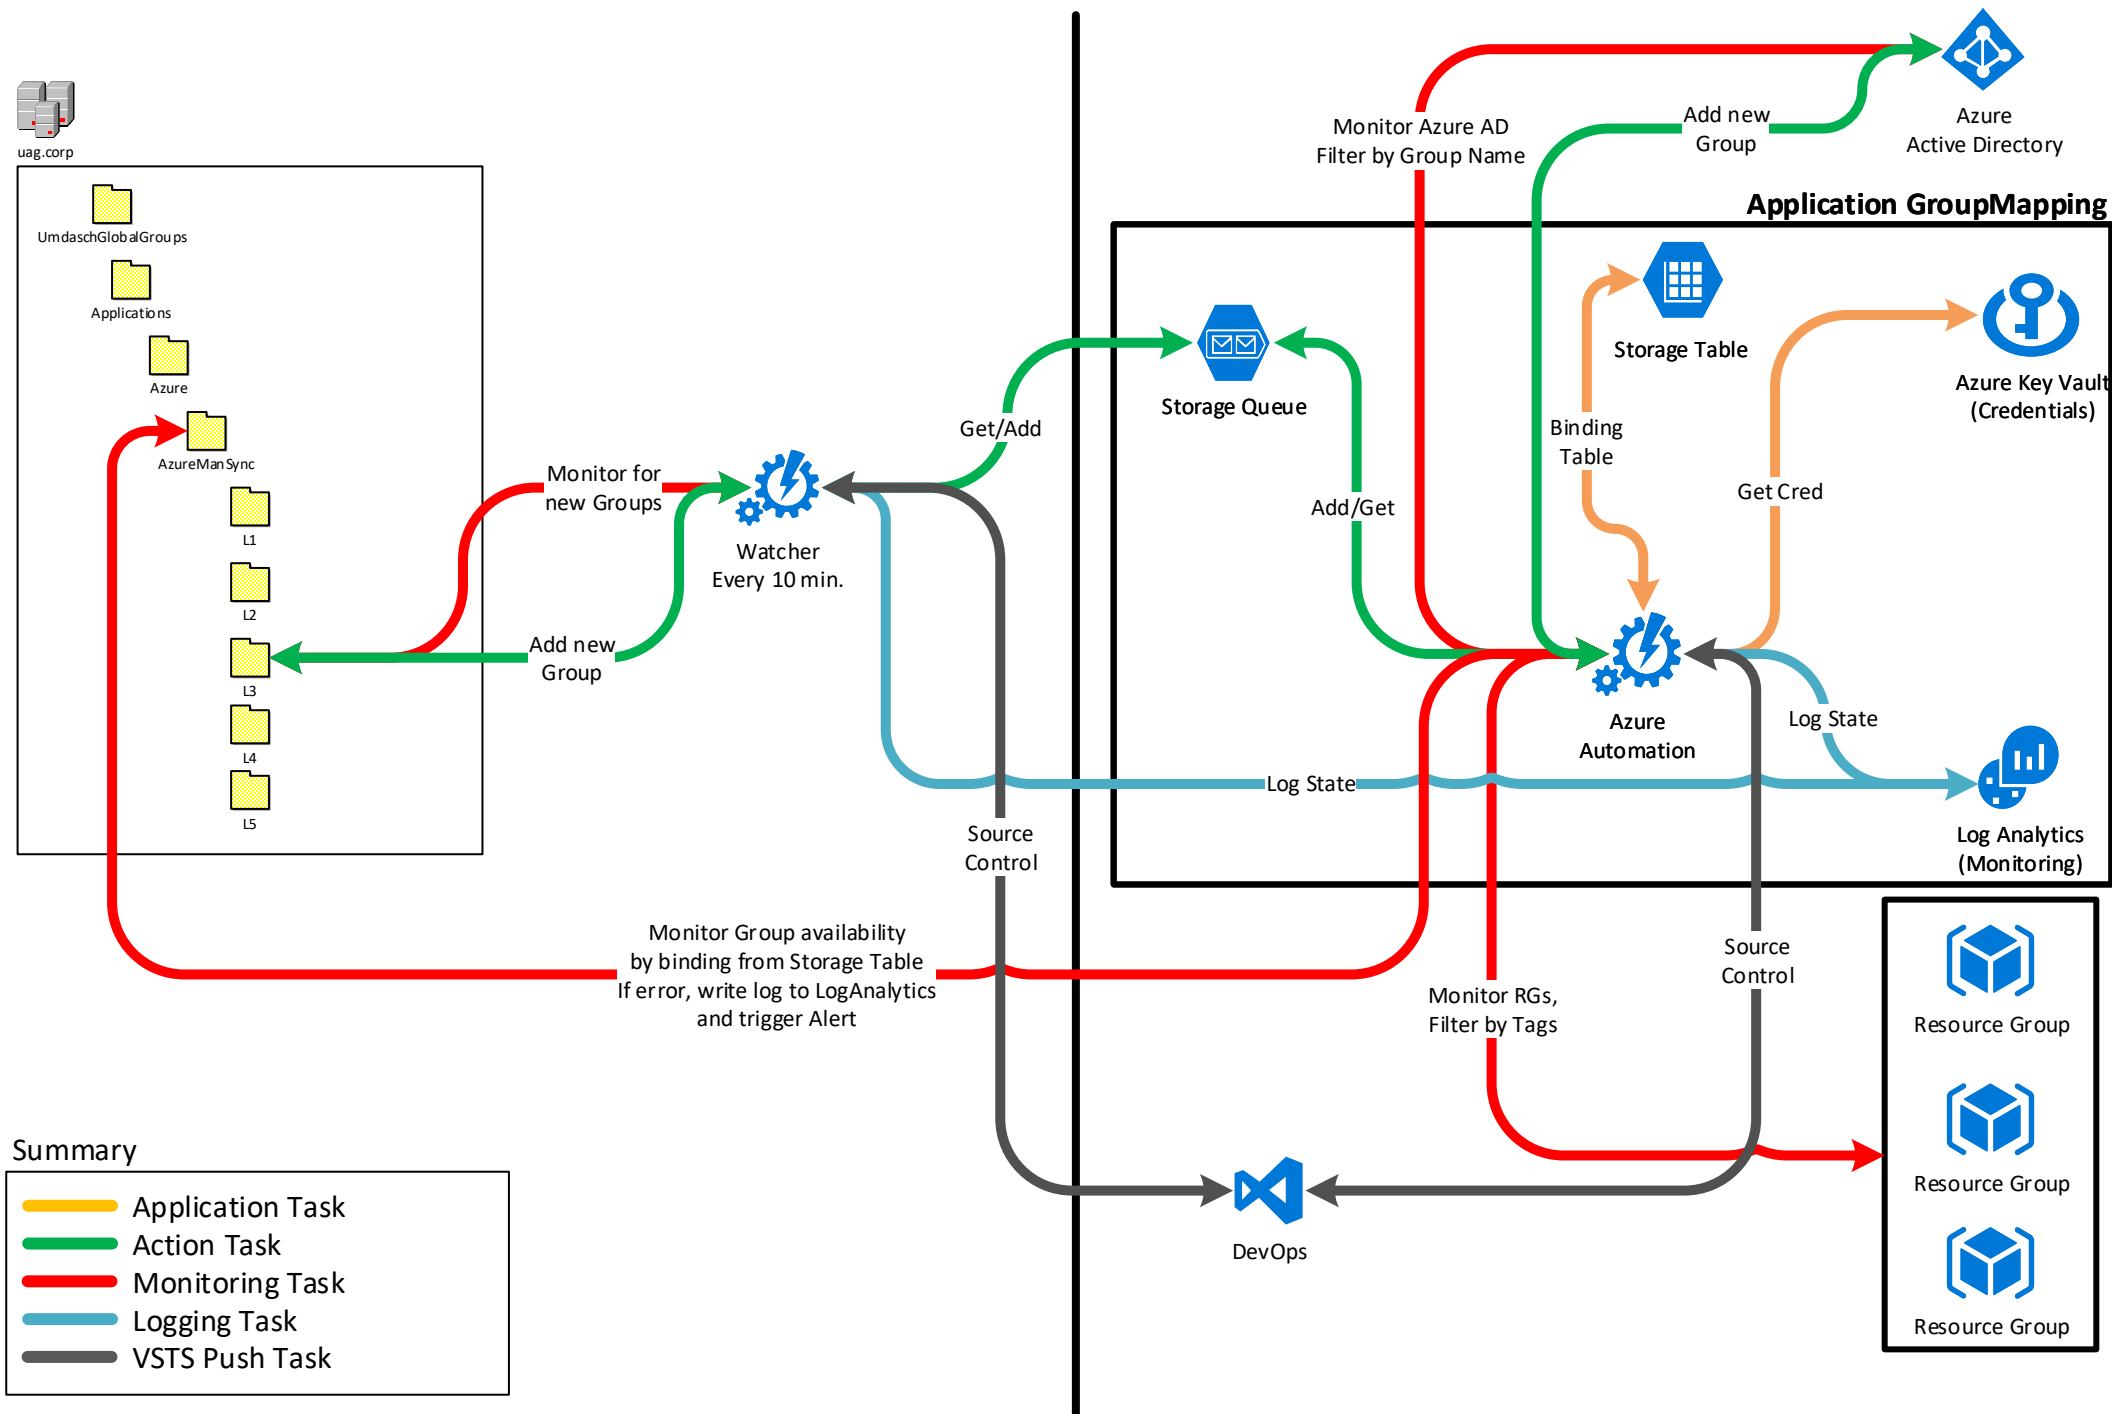 uag.corp
UmdaschGlobalGroups
Applications
Azure
AzureManSync
L1
L2
L3
L4
L5
Monitor for
new Groups
Add new
Group
Watcher
Every 10 min.
Get/Add
Source
Control
Monitor Group availability
by binding from Storage Table
If error, write log to LogAnalytics
and trigger Alert
Monitor Azure AD
Filter by Group Name
Add new
Group
Azure
Active Directory
Application GroupMapping
Storage Queue
Storage Table
Azure Key Vault
(Credentials)
Binding
Table
Get Cred
Add/Get
Azure
Automation
Log State
Log State
Log Analytics
(Monitoring)
Source
Control
Monitor RGs,
Filter by Tags
Resource Group
Resource Group
Resource Group
DevOps
Summary
Application Task
Action Task
Monitoring Task
Logging Task
VSTS Push Task